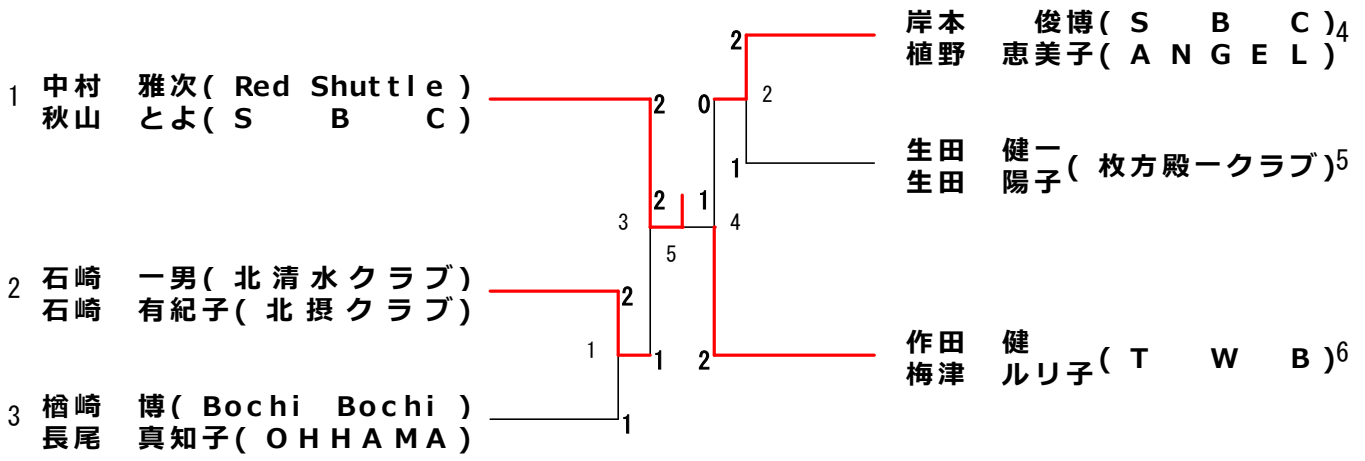 1
中村 雅次( Red Shuttle )
秋山 とよ( S B C )
2
石崎 一男( 北清水クラブ)
石崎 有紀子( 北摂クラブ)
3
楢崎 博( Bochi Bochi )
長尾 真知子( OHHAMA )
2
2
3
5
2
1
1
1
2
0
2
1
1
4
2
岸本 俊博( S B C )
植野 恵美子( ANGEL )
4
生田 健一
生田 陽子
( 枚方殿一クラブ)
5
作田 健
梅津 ルリ子
( T W B )
6